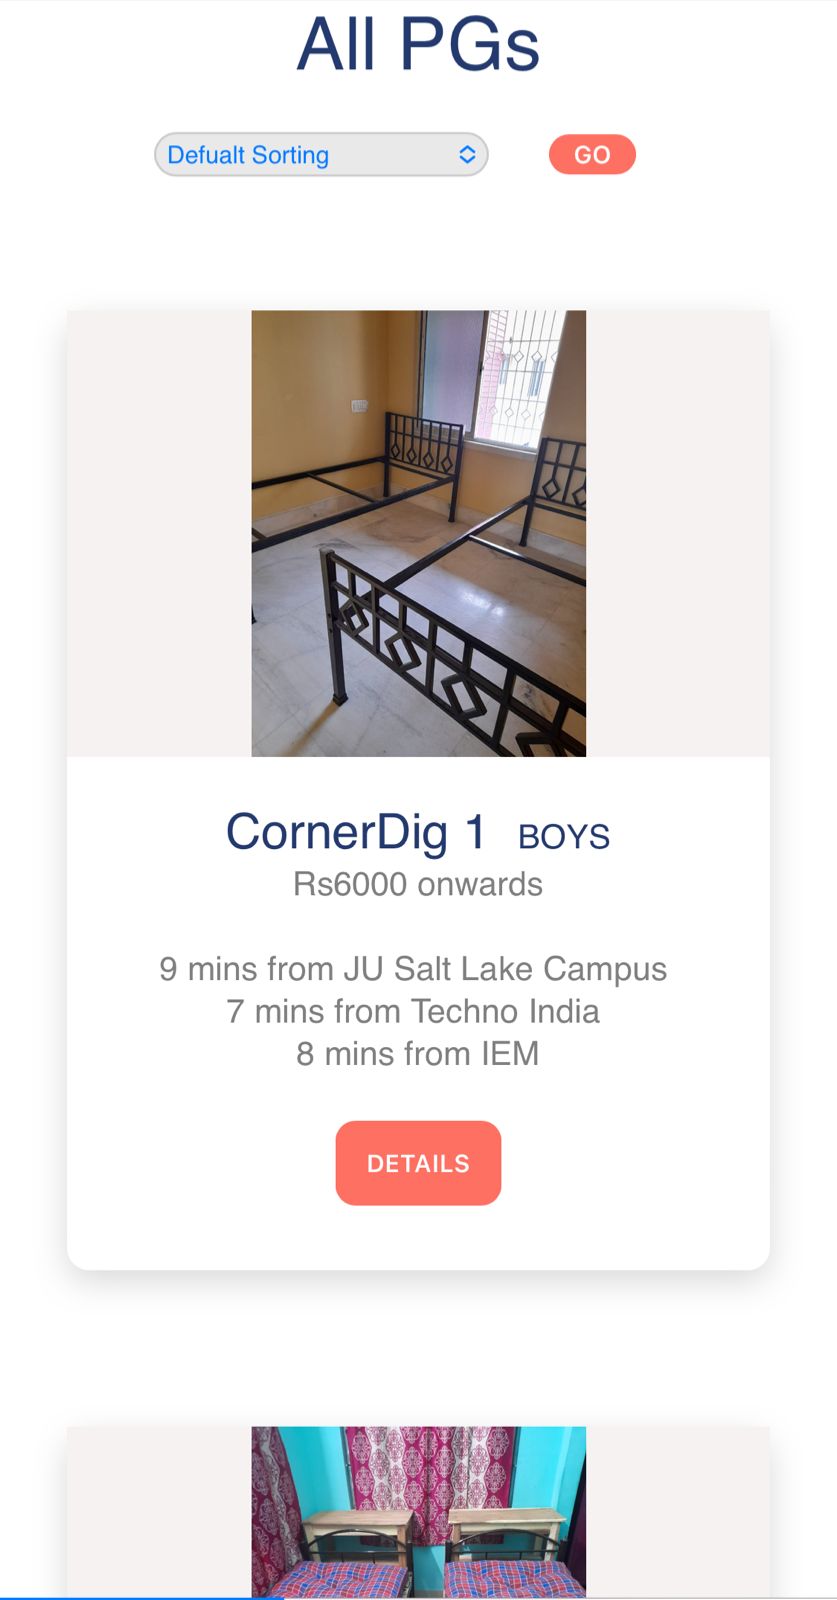 All PGs
Defualt Sorting
GO
CornerDig 1 BOYS
Rs6000 onwards
9 mins from JU Salt Lake Campus
7 mins from Techno India
8 mins from IEM
DETAILS